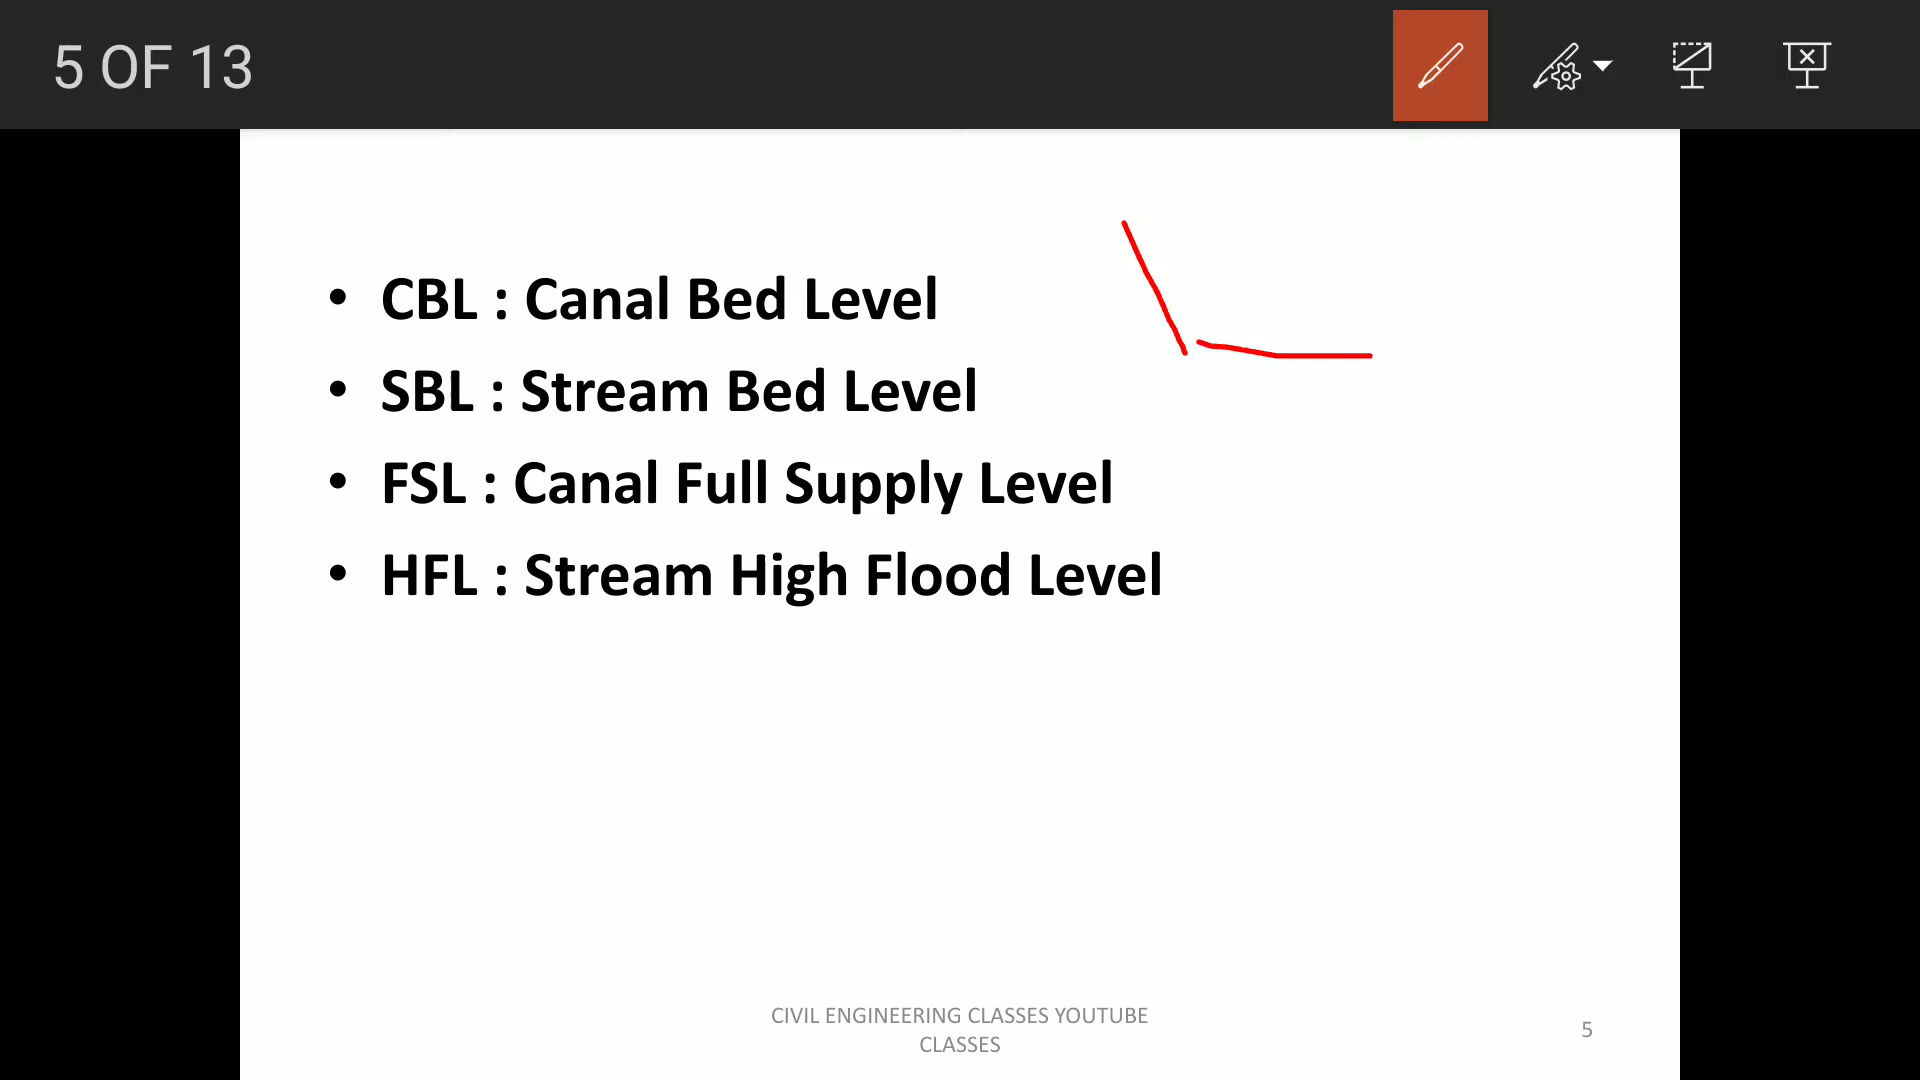 5 OF 13
• CBL : Canal Bed Level
• SBL : Stream Bed Level
• FSL : Canal Full Supply Level
• HFL : Stream High Flood Level
CIVIL ENGINEERING CLASSES YOUTUBE
CLASSES
5